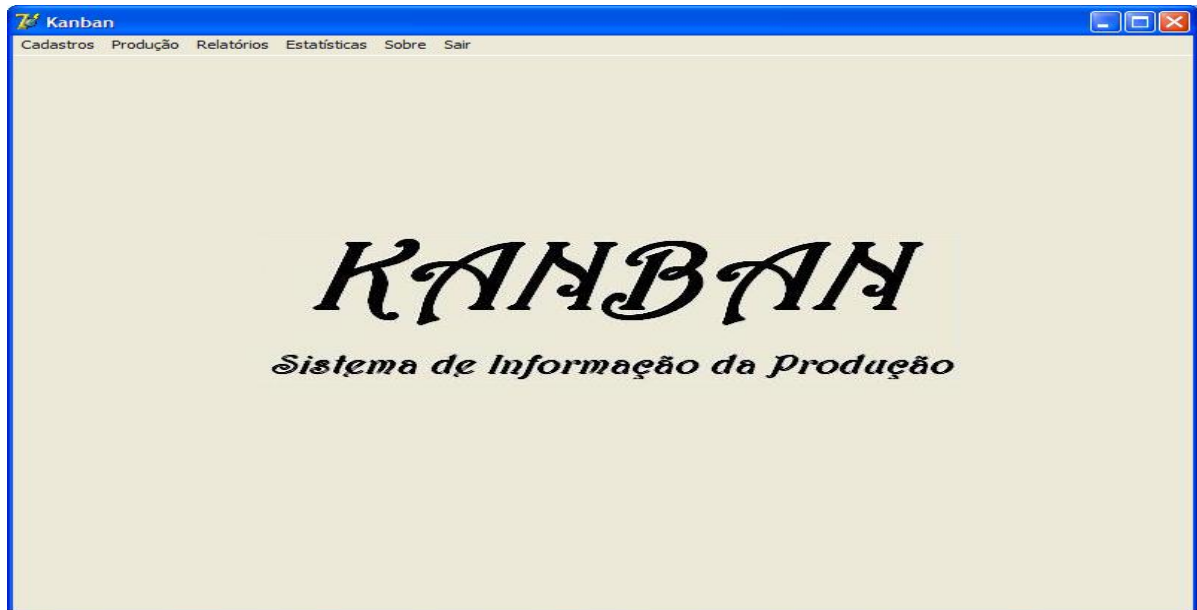 Kanban
Cadastros Produção Relatórios Estatísticas Sobre Sair
KANBAN
Sistema de Informação da Produção